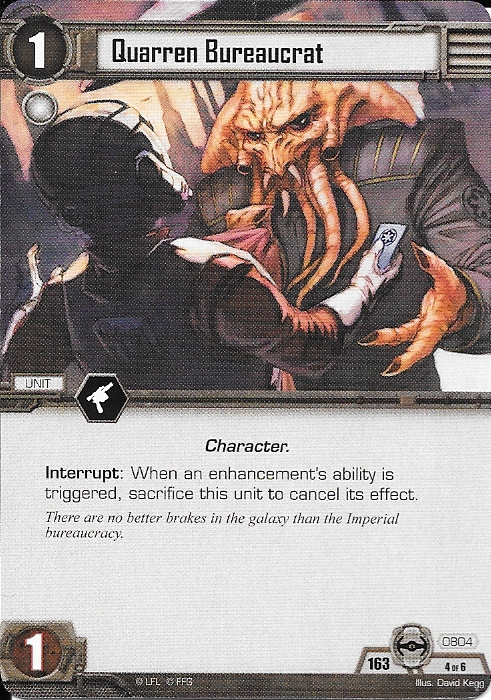 1
Quarren Bureaucrat
UNIT
Character.
Interrupt: When an enhancement's ability is
triggered, sacrifice this unit to cancel its effect.
There are no better brakes in the galaxy than the Imperial
bureaucracy.
1
163
0804
4 OF 6
© LFL © FFG
Illus. David Kegg